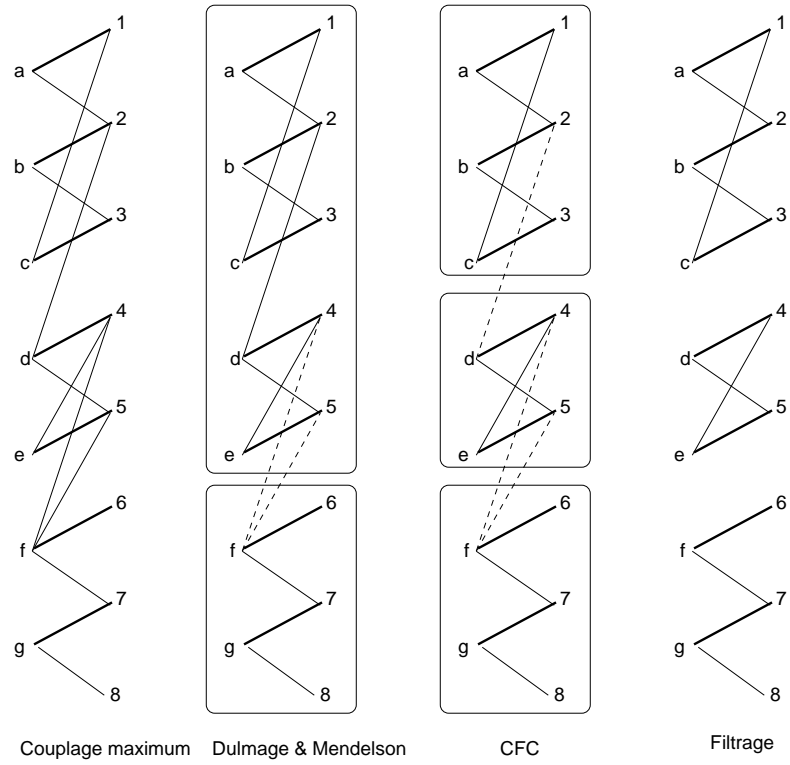 1 1 1 1
a a a a
2 2 2 2
b b b b
3 3 3 3
c c c c
4 4 4 4
d d d d
5 5 5 5
e e e e
6 6 6 6
f f f f
7 7 7 7
g g g g
8 8 8 8
Couplage maximum Dulmage & Mendelson CFC Filtrage